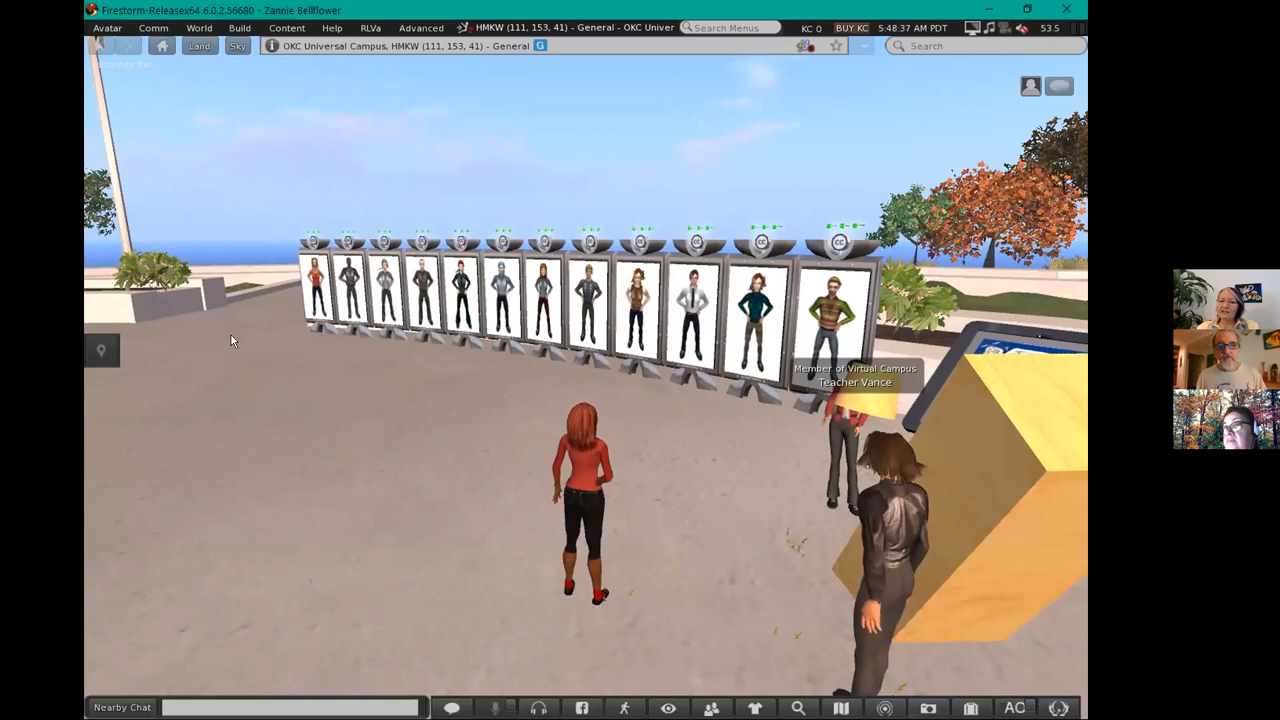 Firestorm-Releasex64 6.0.2.56680 - Zannie Bellflower
Avatar Comm World Build Content Help RLVa Advanced HMKW (111, 153, 41) - General - OKC Univer Search Menus KC 0 BUY KC 5:48:37 AM PDT 53.5
Land Sky OKC Universal Campus, HMKW (111, 153, 41) - General G Search
Member of Virtual Campus
Teacher Vance
Nearby Chat AO